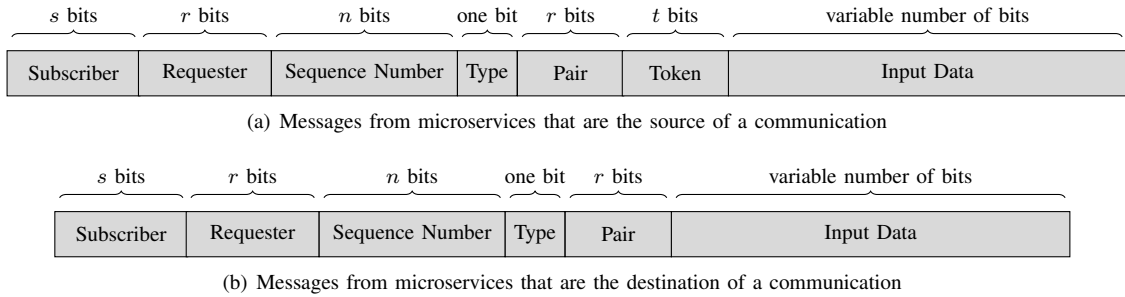 s bits r bits n bits one bit r bits t bits variable number of bits
Subscriber Requester Sequence Number Type Pair Token Input Data
(a) Messages from microservices that are the source of a communication
s bits r bits n bits one bit r bits variable number of bits
Subscriber Requester Sequence Number Type Pair Input Data
(b) Messages from microservices that are the destination of a communication